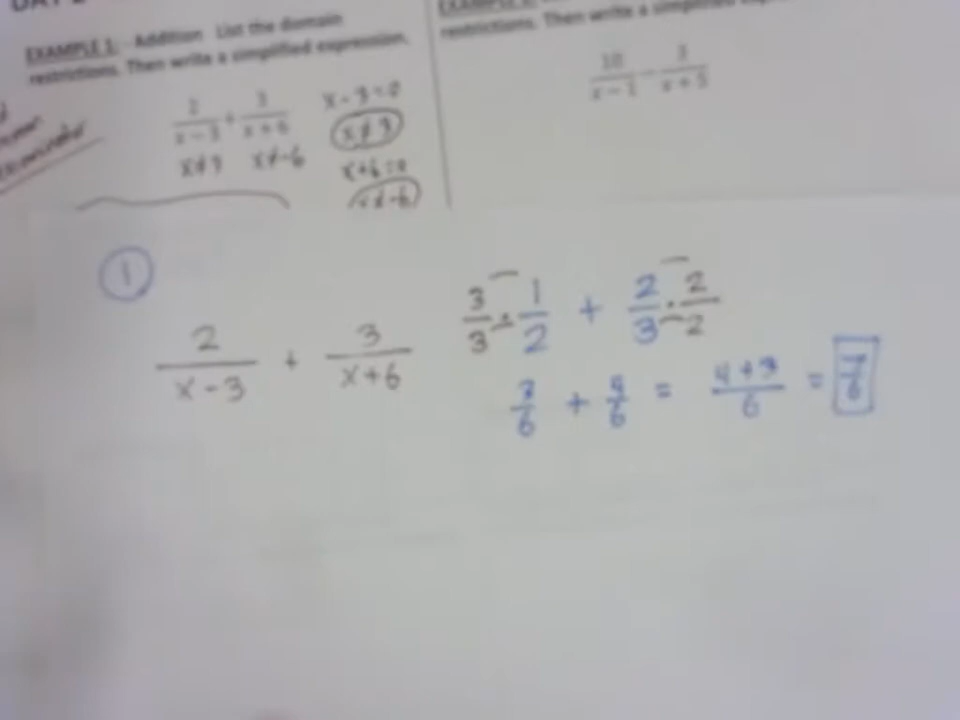 EXAMPLE 1: - Addition List the domain
restrictions. Then write a simplified expression.
2/(x-3) + 3/(x+6)
x-3=0
x≠3
x≠3 x≠-6
x+6=0
x≠-6
restrictions. Then write a simplified
10/(x-1) - 3/(x+5)
1
2/(x-3) + 3/(x+6)
3/3 · 1/2 + 2/3 · 2/2
3/6 + 4/6 = (4+3)/6 = 7/6